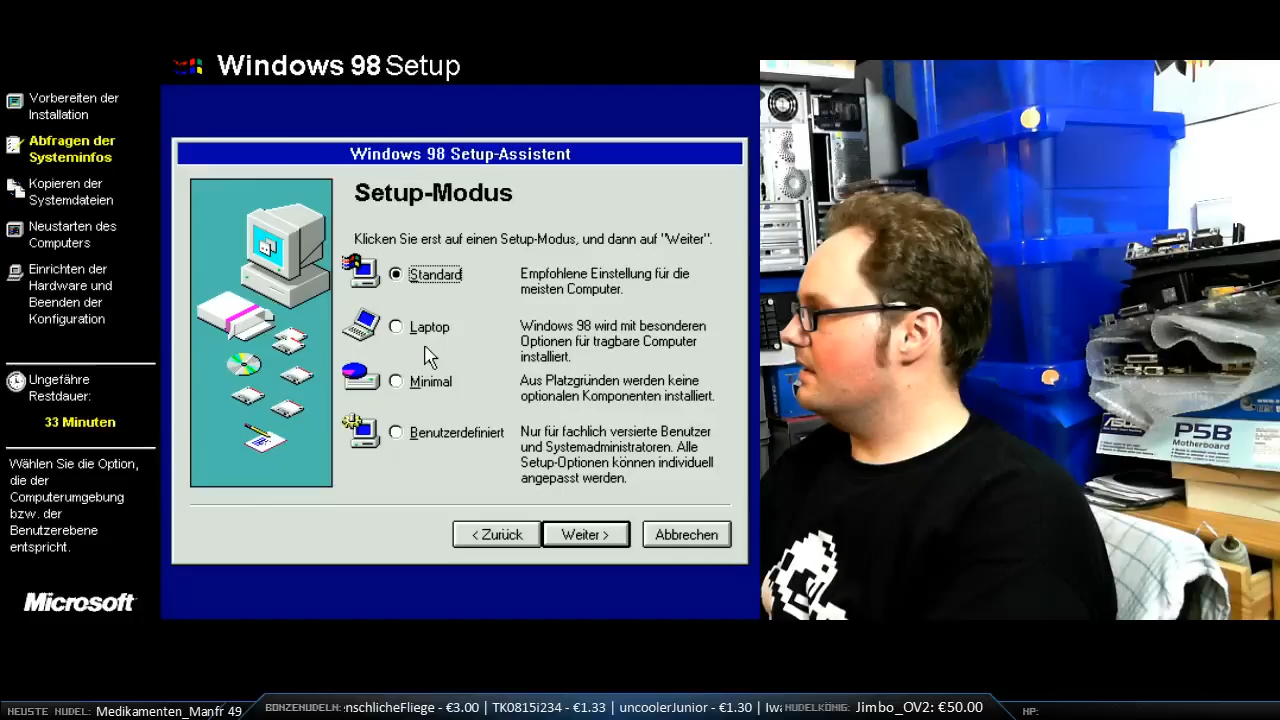 Windows 98 Setup
Vorbereiten der
Installation
Abfragen der
Systeminfos
Kopieren der
Systemdateien
Neustarten des
Computers
Einrichten der
Hardware und
Beenden der
Konfiguration
Ungefähre
Restdauer:
33 Minuten
Wählen Sie die Option,
die der
Computerumgebung
bzw. der
Benutzerebene
entspricht.
Microsoft
Windows 98 Setup-Assistent
Setup-Modus
Klicken Sie erst auf einen Setup-Modus, und dann auf "Weiter".
Standard
Empfohlene Einstellung für die
meisten Computer.
Laptop
Windows 98 wird mit besonderen
Optionen für tragbare Computer
installiert.
Minimal
Aus Platzgründen werden keine
optionalen Komponenten installiert.
Benutzerdefiniert
Nur für fachlich versierte Benutzer
und Systemadministratoren. Alle
Setup-Optionen können individuell
angepasst werden.
< Zurück
Weiter >
Abbrechen
P5B
Motherboard
HEUSTE NUDEL: Medikamenten_Manfr 49
BONZENUDELN: nschlicheFliege - €3.00 | TK0815i234 - €1.33 | uncoolerJunior - €1.30 | Iwa
NUDELKÖNIG: Jimbo_OV2: €50.00
HP: